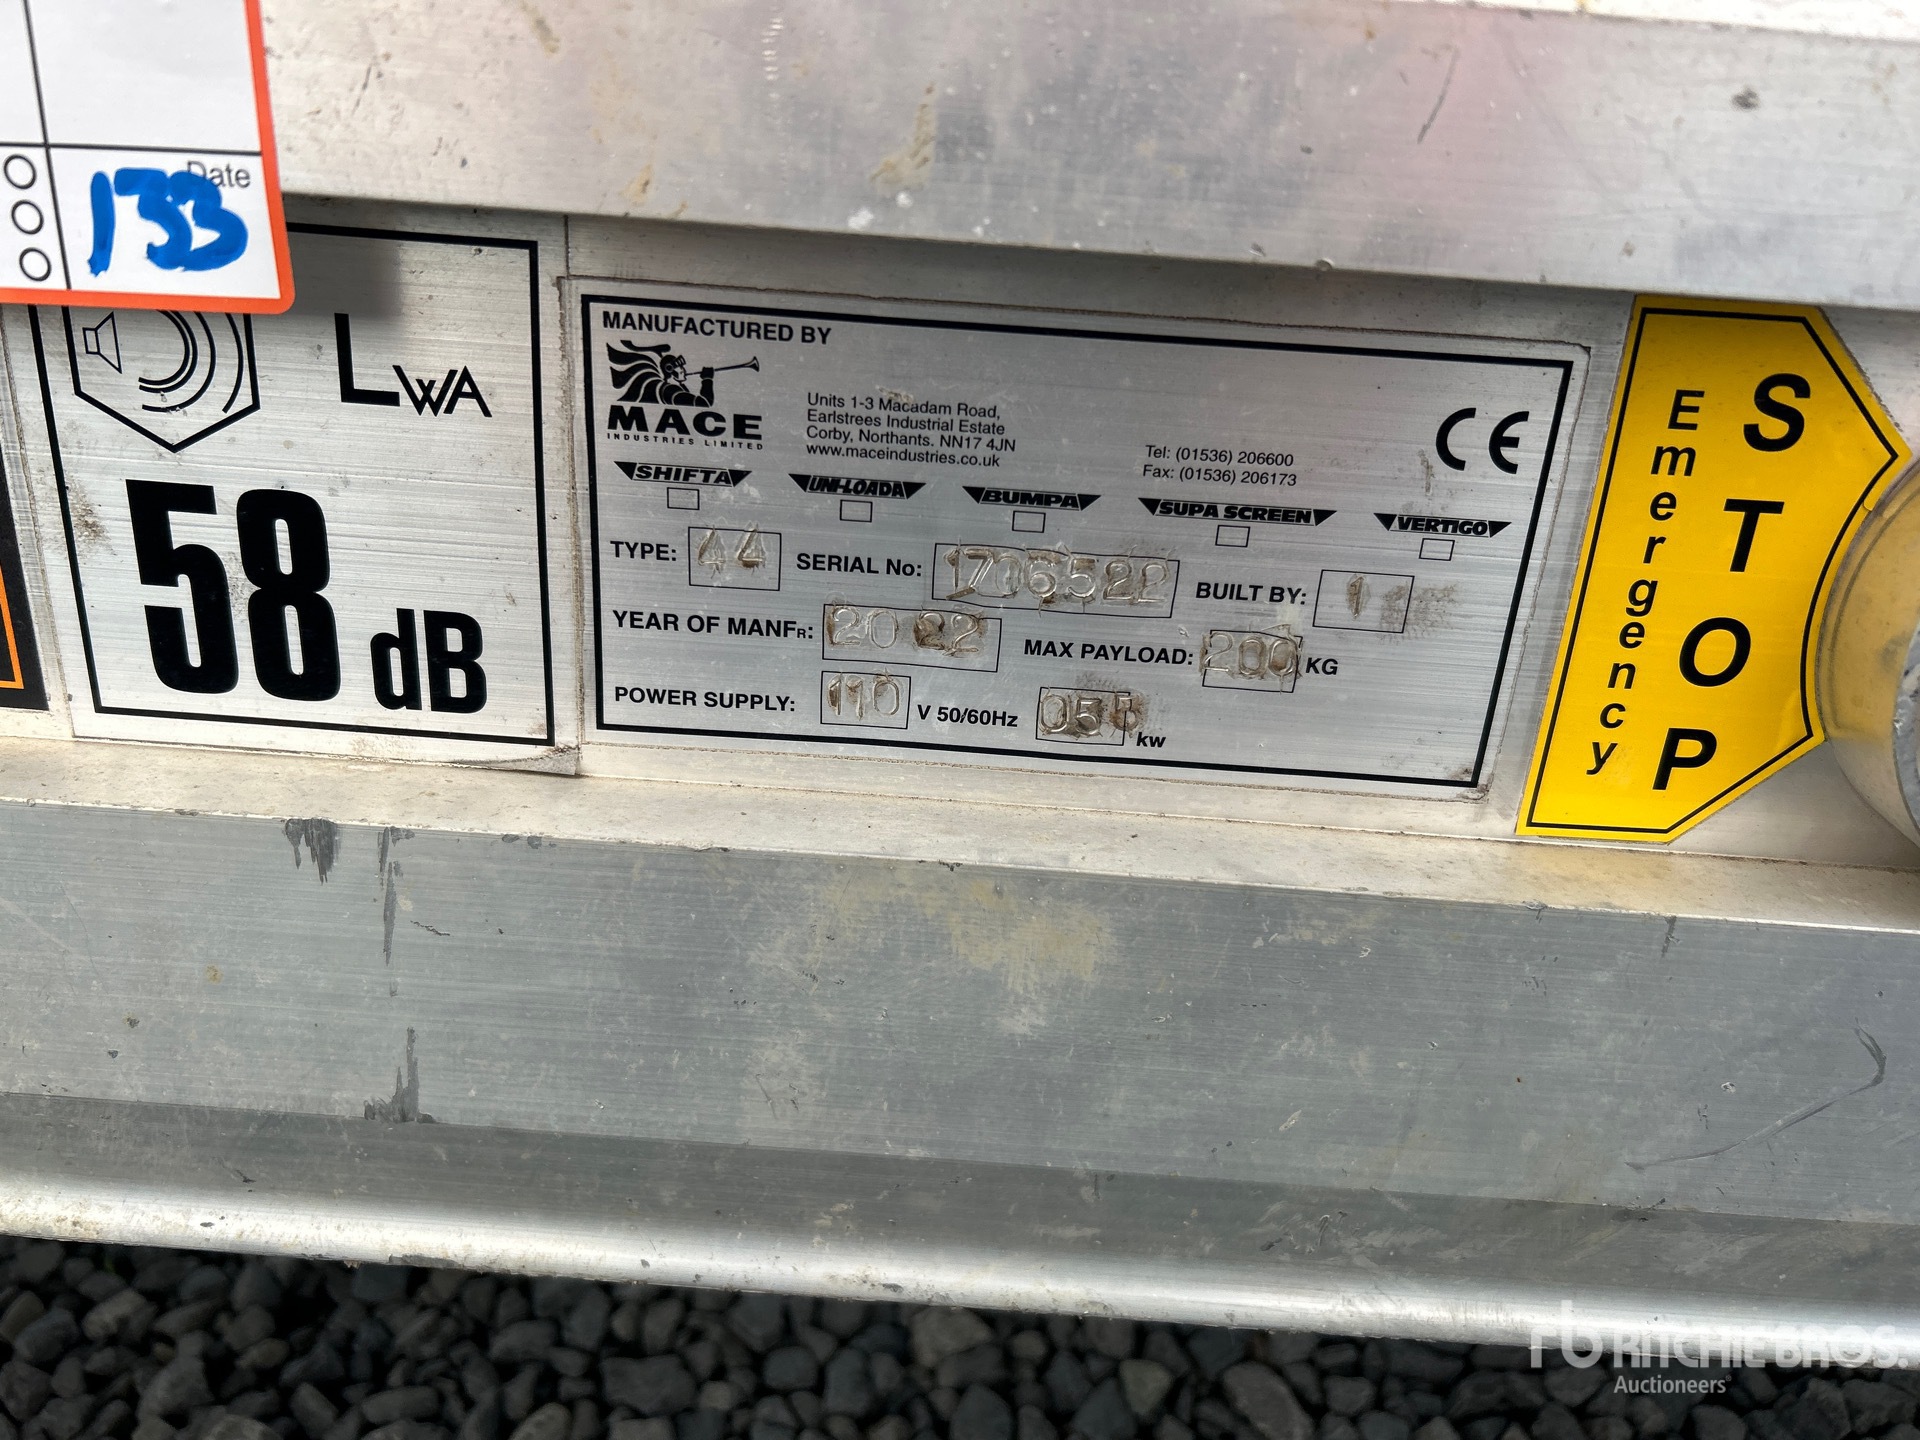 Date
133
LWA
58 dB
MANUFACTURED BY
MACE
INDUSTRIES LIMITED
Units 1-3 Macadam Road,
Earlstrees Industrial Estate
Corby, Northants. NN17 4JN
www.maceindustries.co.uk
Tel: (01536) 206600
Fax: (01536) 206173
CE
SHIFTA UNI-LOADA BUMPA SUPA SCREEN VERTIGO
TYPE: 44 SERIAL No: 1706522 BUILT BY: 1
YEAR OF MANFR: 2022 MAX PAYLOAD: 200 KG
POWER SUPPLY: 110 V 50/60Hz kw
Emergency
STOP
rb RITCHIE BROS.
Auctioneers